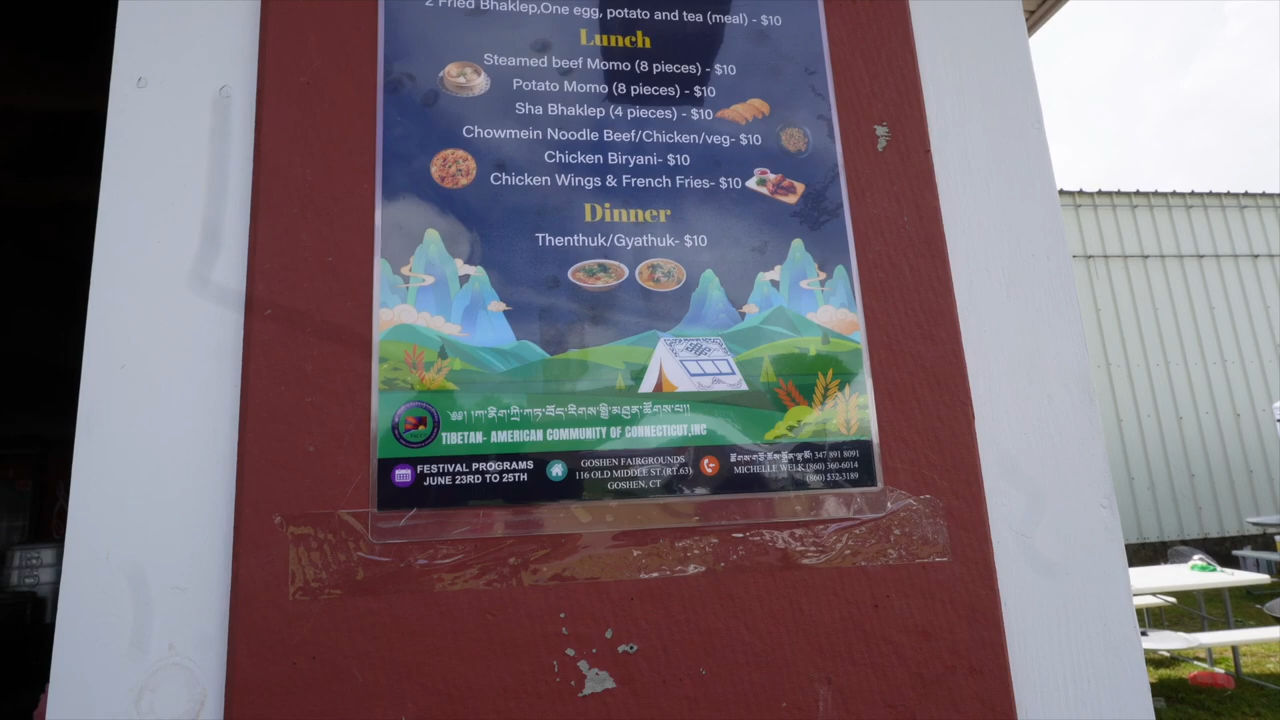 2 Fried Bhaklep,One egg, potato and tea (meal) - $10
Lunch
Steamed beef Momo (8 pieces) - $10
Potato Momo (8 pieces) - $10
Sha Bhaklep (4 pieces) - $10
Chowmein Noodle Beef/Chicken/veg- $10
Chicken Biryani- $10
Chicken Wings & French Fries- $10
Dinner
Thenthuk/Gyathuk- $10
TIBETAN- AMERICAN COMMUNITY OF CONNECTICUT,INC
FESTIVAL PROGRAMS
JUNE 23RD TO 25TH
GOSHEN FAIRGROUNDS
116 OLD MIDDLE ST.(RT.63)
GOSHEN, CT
347 891 8091
MICHELLE WELK (860) 360-6014
(860) 532-3189